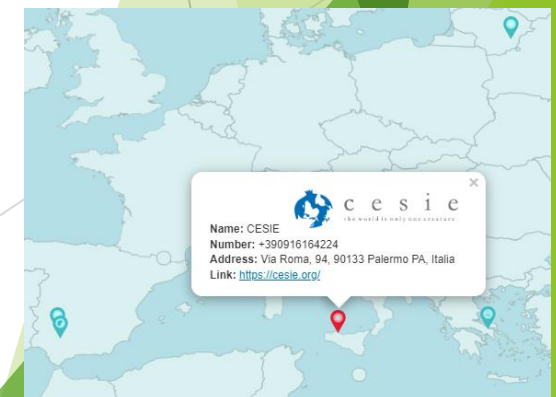 cesie
the world is only one creature
Name: CESIE
Number: +390916164224
Address: Via Roma, 94, 90133 Palermo PA, Italia
Link: https://cesie.org/